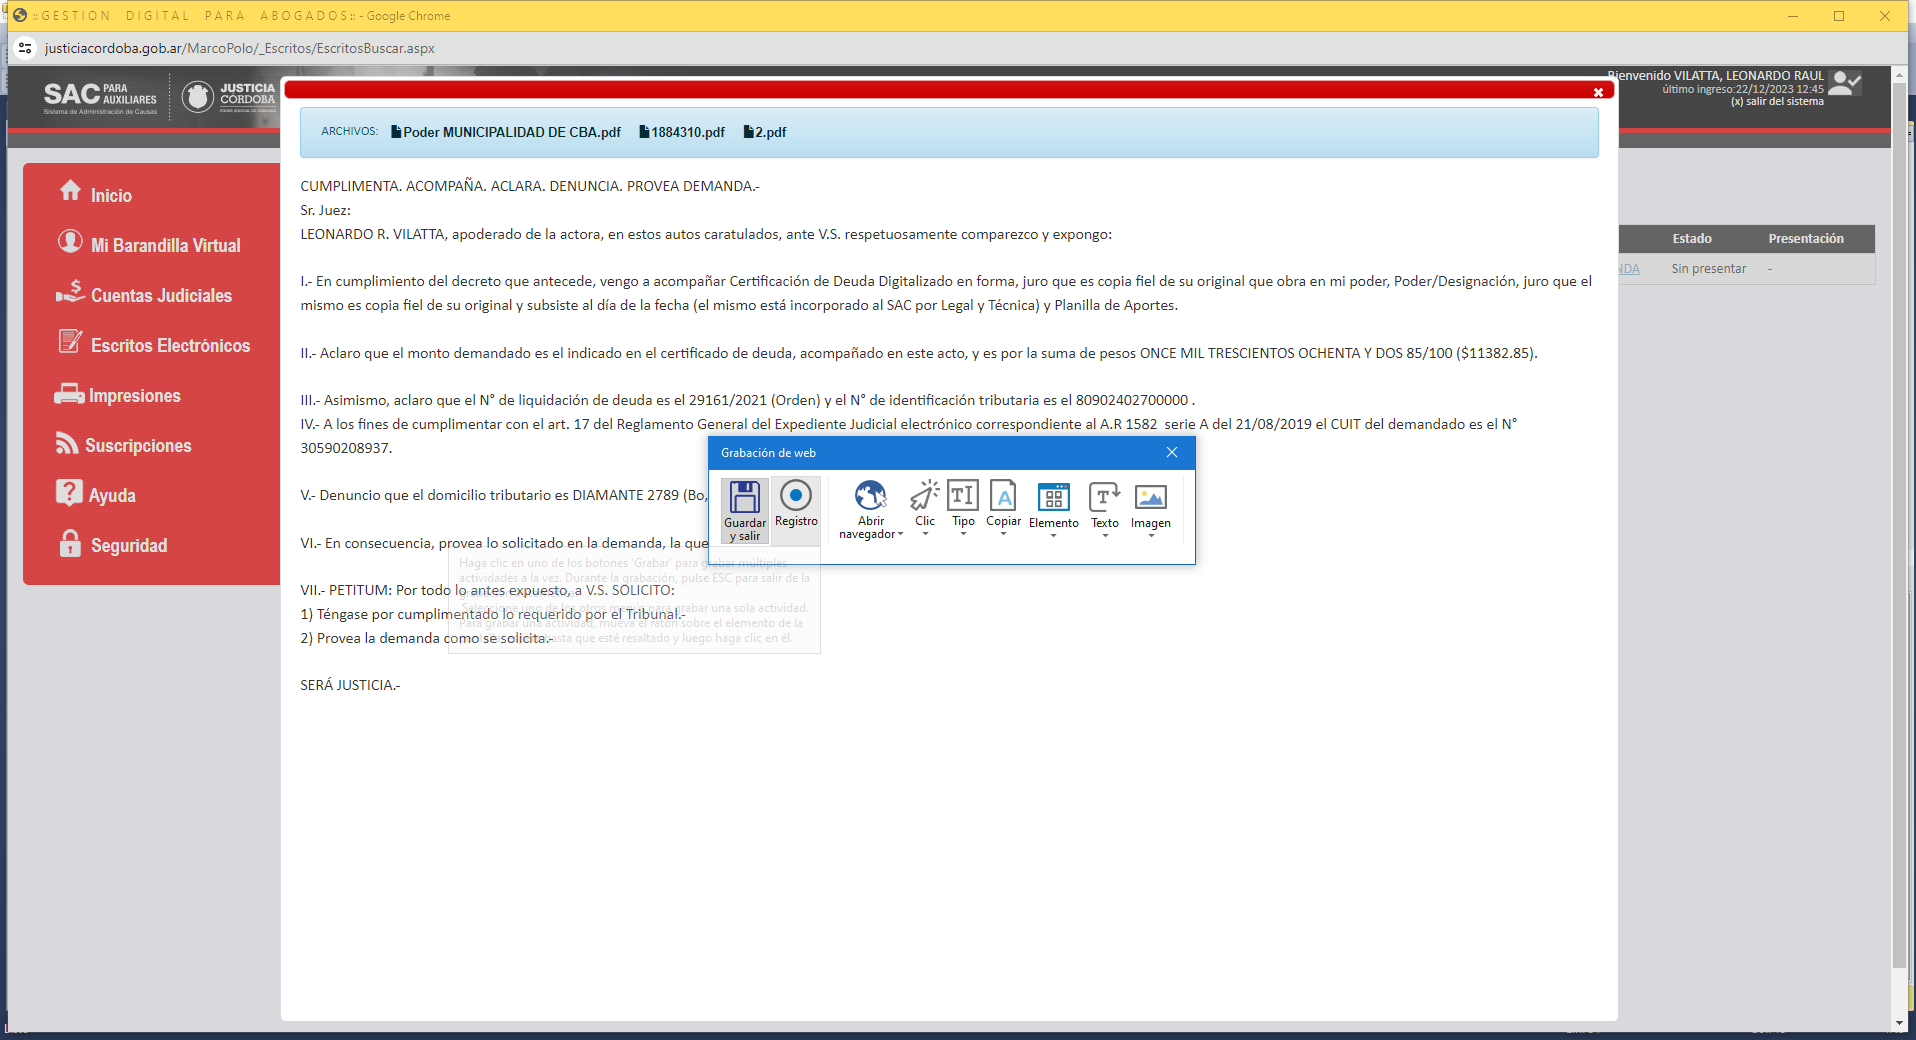 ::GESTION DIGITAL PARA ABOGADOS:: - Google Chrome
justiciacordoba.gob.ar/MarcoPolo/_Escritos/EscritosBuscar.aspx
SAC PARA AUXILIARES
Sistema de Administración de Causas
JUSTICIA CÓRDOBA
Bienvenido VILATTA, LEONARDO RAUL
último ingreso:22/12/2023 12:45
(x) salir del sistema
ARCHIVOS: Poder MUNICIPALIDAD DE CBA.pdf 1884310.pdf 2.pdf
Inicio
Mi Barandilla Virtual
Cuentas Judiciales
Escritos Electrónicos
Impresiones
Suscripciones
Ayuda
Seguridad
CUMPLIMENTA. ACOMPAÑA. ACLARA. DENUNCIA. PROVEA DEMANDA.-
Sr. Juez:
LEONARDO R. VILATTA, apoderado de la actora, en estos autos caratulados, ante V.S. respetuosamente comparezco y expongo:
I.- En cumplimiento del decreto que antecede, vengo a acompañar Certificación de Deuda Digitalizado en forma, juro que es copia fiel de su original que obra en mi poder, Poder/Designación, juro que el
mismo es copia fiel de su original y subsiste al día de la fecha (el mismo está incorporado al SAC por Legal y Técnica) y Planilla de Aportes.
II.- Aclaro que el monto demandado es el indicado en el certificado de deuda, acompañado en este acto, y es por la suma de pesos ONCE MIL TRESCIENTOS OCHENTA Y DOS 85/100 ($11382.85).
III.- Asimismo, aclaro que el N° de liquidación de deuda es el 29161/2021 (Orden) y el N° de identificación tributaria es el 80902402700000 .
IV.- A los fines de cumplimentar con el art. 17 del Reglamento General del Expediente Judicial electrónico correspondiente al A.R 1582 serie A del 21/08/2019 el CUIT del demandado es el N°
30590208937.
V.- Denuncio que el domicilio tributario es DIAMANTE 2789 (Bo,
VI.- En consecuencia, provea lo solicitado en la demanda, la que
VII.- PETITUM: Por todo lo antes expuesto, a V.S. SOLICITO:
1) Téngase por cumplimentado lo requerido por el Tribunal.-
2) Provea la demanda como se solicita.-
SERÁ JUSTICIA.-
Estado Presentación
NDA Sin presentar -
Grabación de web
Guardar y salir
Registro
Abrir navegador
Clic
Tipo
Copiar
Elemento
Texto
Imagen
Haga clic en uno de los botones 'Grabar' para grabar múltiples
actividades a la vez. Durante la grabación, pulse ESC para salir de la
Seleccione uno de los otros menús para grabar una sola actividad.
Para grabar una actividad, mueva el ratón sobre el elemento de la
hasta que esté resaltado y luego haga clic en él.